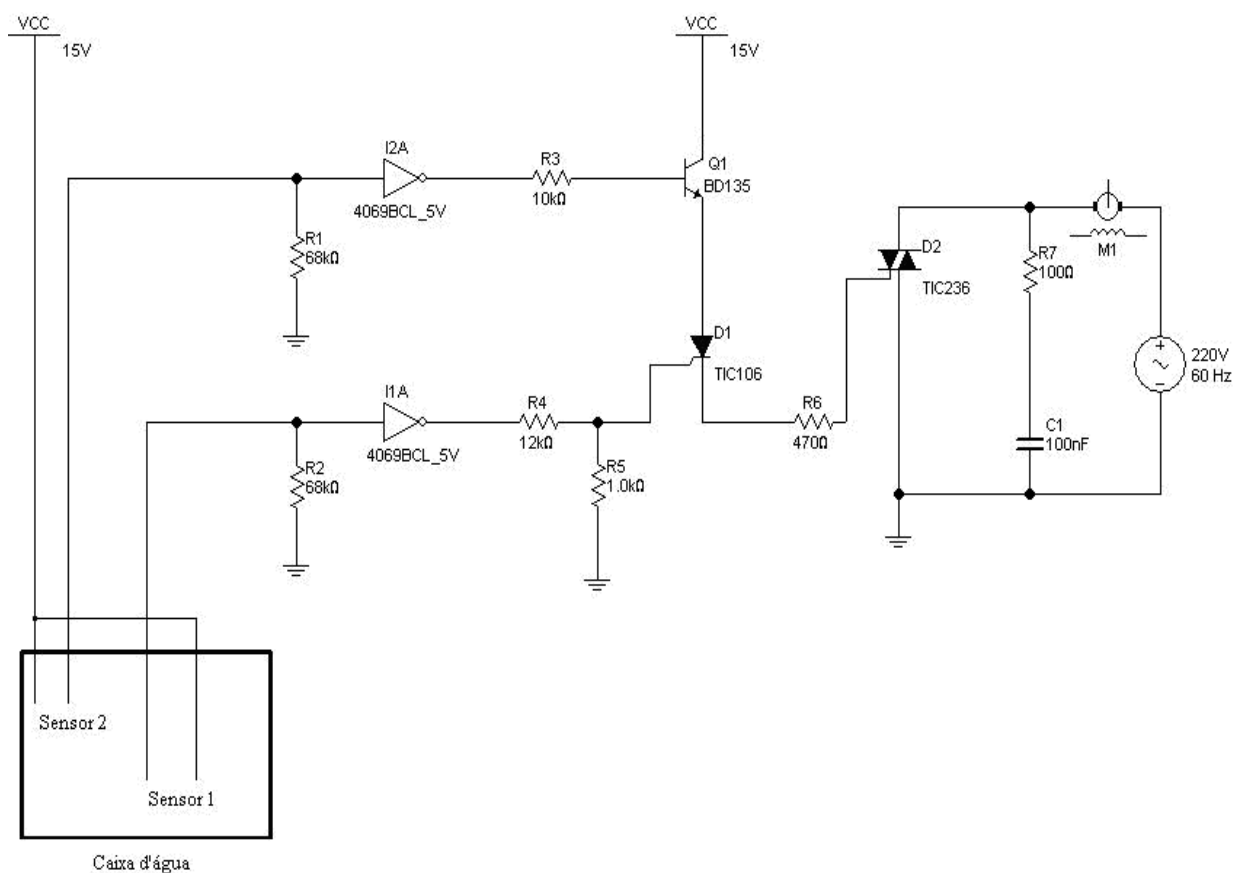 VCC
15V
VCC
15V
I2A
4069BCL_5V
R3
10kΩ
Q1
BD135
R1
68kΩ
D2
TIC236
R7
100Ω
M1
D1
TIC106
220V
60 Hz
I1A
4069BCL_5V
R4
12kΩ
R6
470Ω
C1
100nF
R2
68kΩ
R5
1.0kΩ
Sensor 2
Sensor 1
Caixa d'água